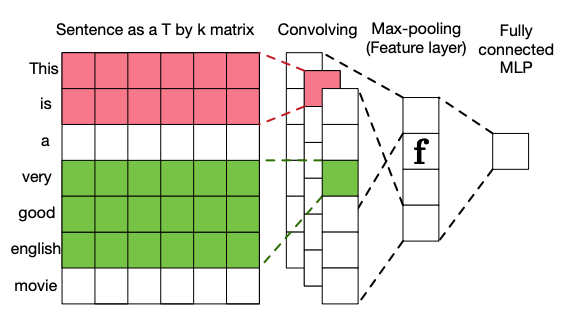 Sentence as a T by k matrix
Convolving
Max-pooling
(Feature layer)
Fully
connected
MLP
This
is
a
very
good
english
movie
f